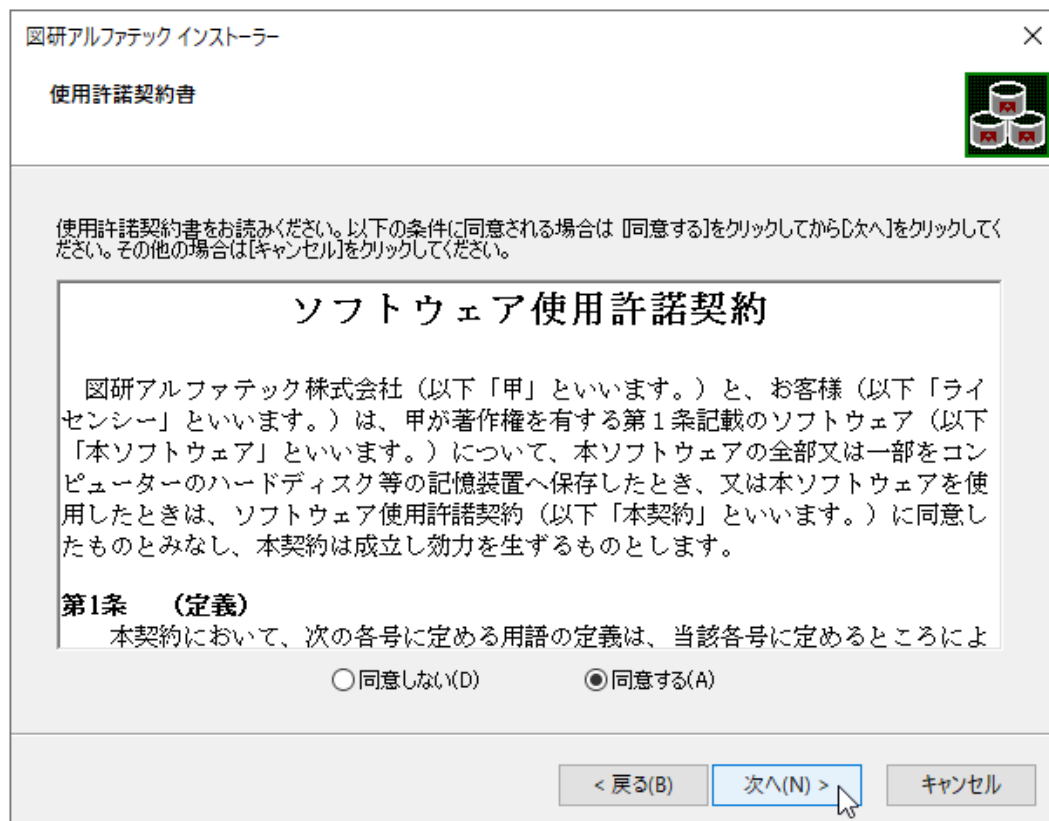 図研アルファテック インストーラー
使用許諾契約書
使用許諾契約書をお読みください。以下の条件に同意される場合は [同意する]をクリックしてから[次へ]をクリックしてく
ださい。その他の場合は[キャンセル]をクリックしてください。
ソフトウェア使用許諾契約
図研アルファテック株式会社（以下「甲」といいます。）と、お客様（以下「ライ
センシー」といいます。）は、甲が著作権を有する第１条記載のソフトウェア（以下
「本ソフトウェア」といいます。）について、本ソフトウェアの全部又は一部をコン
ピューターのハードディスク等の記憶装置へ保存したとき、又は本ソフトウェアを使
用したときは、ソフトウェア使用許諾契約（以下「本契約」といいます。）に同意し
たものとみなし、本契約は成立し効力を生ずるものとします。
第1条　（定義）
本契約において、次の各号に定める用語の定義は、当該各号に定めるところによ
同意しない(D) 同意する(A)
< 戻る(B) 次へ(N) > キャンセル